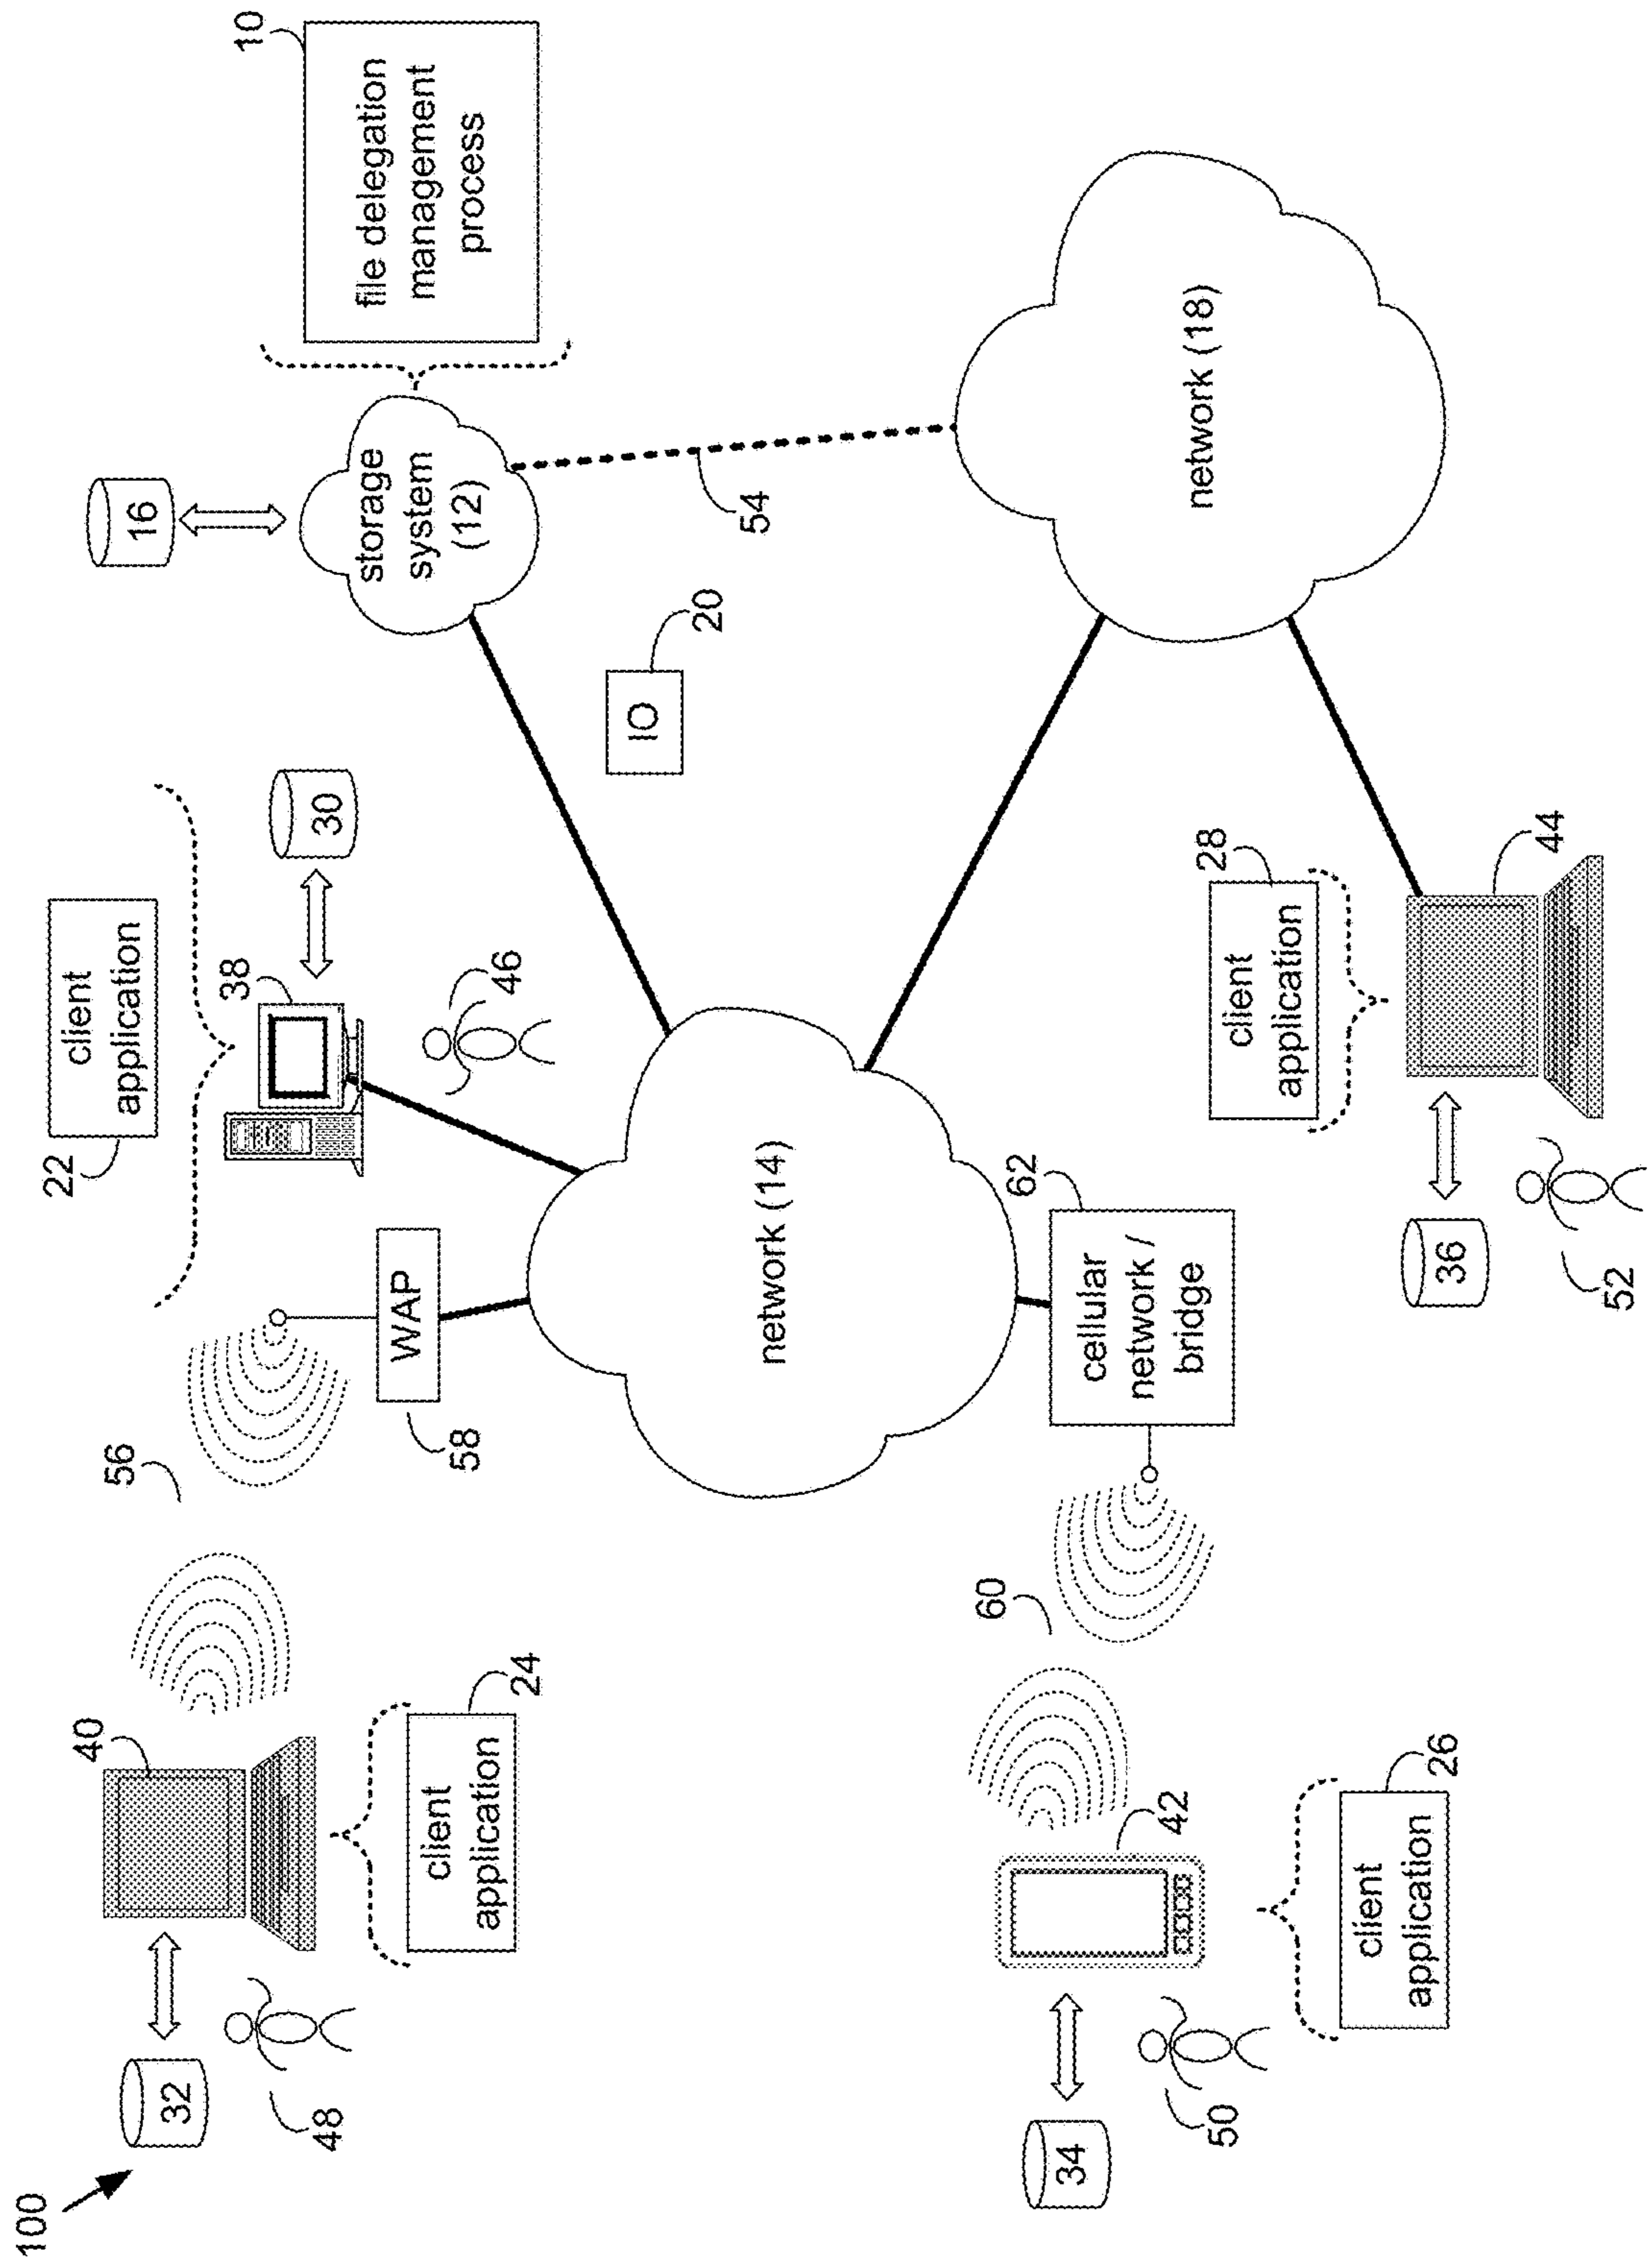 100
32
48
40
client
application
24
56
58
WAP
22
client
application
38
30
46
16
storage
system
(12)
10
file delegation
management
process
IO
20
54
network (14)
network (18)
34
50
42
client
application
26
60
62
cellular
network /
bridge
36
52
28
client
application
44